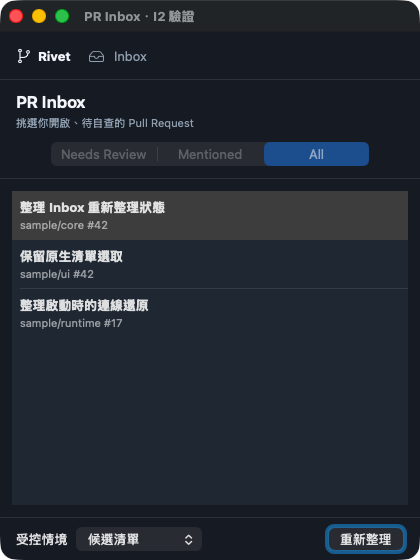 PR Inbox · I2 驗證
Rivet Inbox
PR Inbox
挑選你開啟、待自查的 Pull Request
Needs Review Mentioned All
整理 Inbox 重新整理狀態
sample/core #42
保留原生清單選取
sample/ui #42
整理啟動時的連線還原
sample/runtime #17
受控情境 候選清單 重新整理